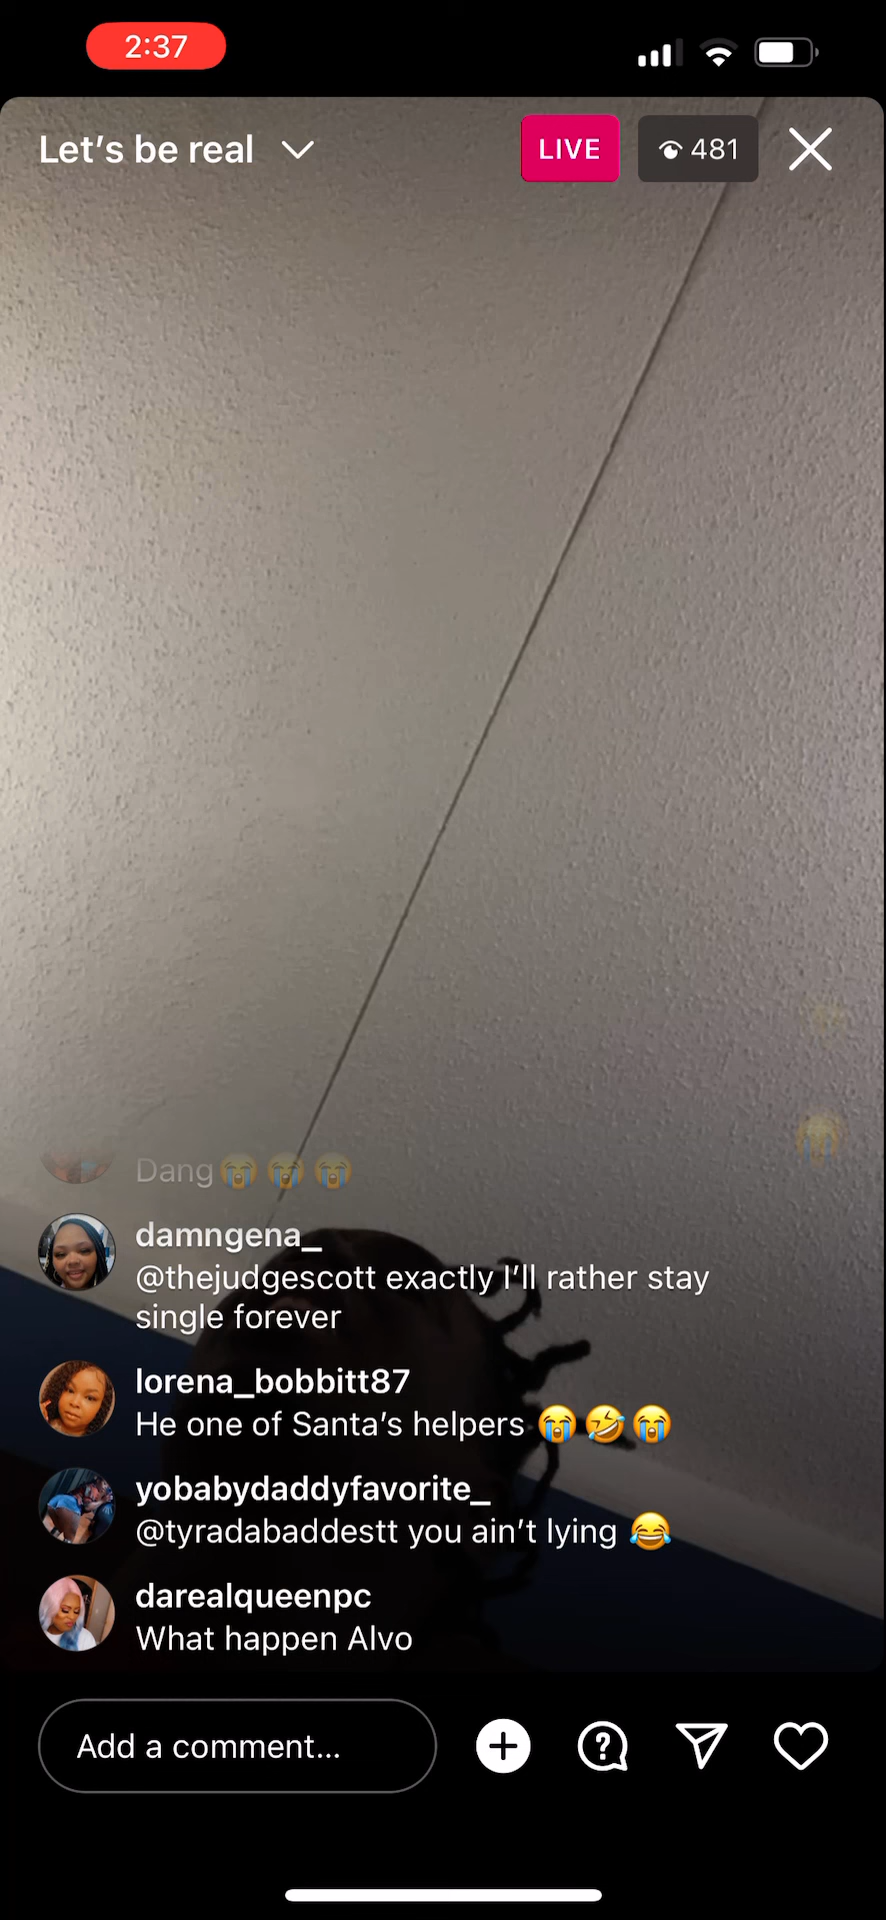 2:37
Let’s be real
LIVE
481
Dang😭😭😭
damngena_
@thejudgescott exactly I’ll rather stay
single forever
lorena_bobbitt87
He one of Santa’s helpers 😭🤣😭
yobabydaddyfavorite_
@tyradabaddestt you ain’t lying 😂
darealqueenpc
What happen Alvo
Add a comment...